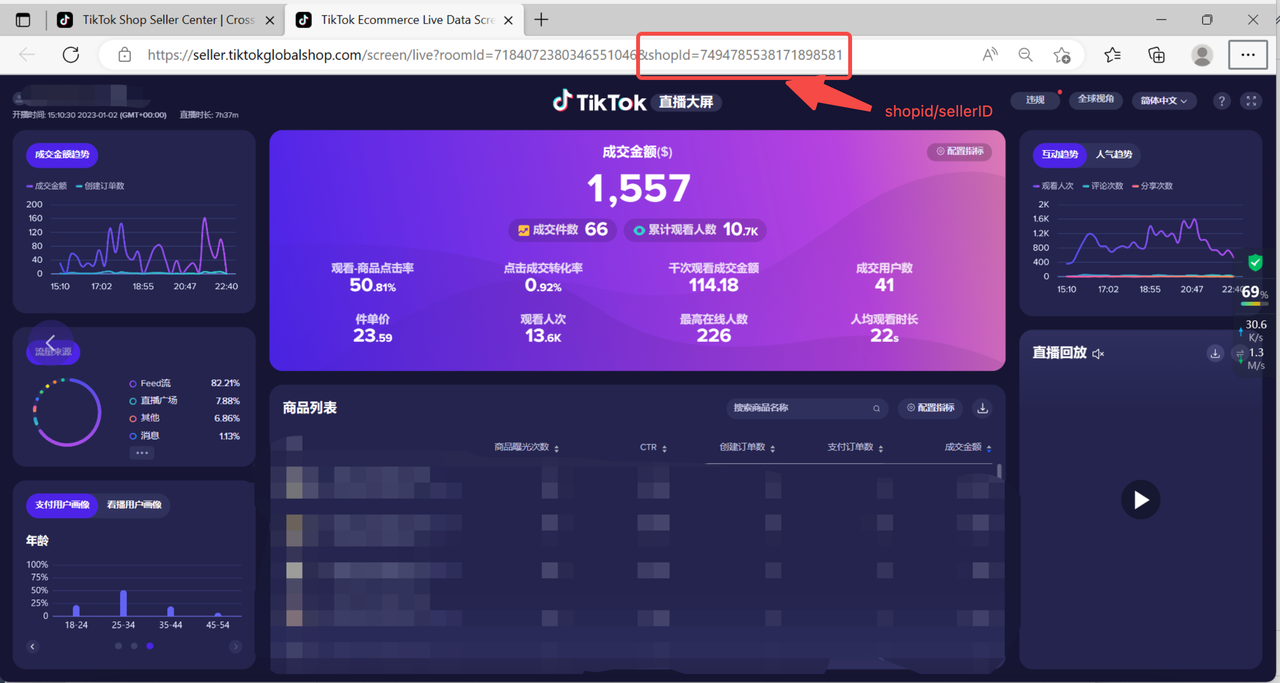 TikTok Shop Seller Center | Cross
TikTok Ecommerce Live Data Scre
https://seller.tiktokglobalshop.com/screen/live?roomId=7184072380346551046&shopId=7494785538171898581
shopid/sellerID
开播时间: 15:10:30 2023-01-02 (GMT+00:00) 直播时长: 7h37m
TikTok 直播大屏
违规 全球视角 简体中文 ?
成交金额趋势
成交金额 创建订单数
200
160
120
80
40
0
15:10 17:02 18:55 20:47 22:40
成交金额($)
配置指标
1,557
成交件数 66 累计观看人数 10.7K
观看-商品点击率 点击成交转化率 千次观看成交金额 成交用户数
50.81% 0.92% 114.18 41
件单价 观看人次 最高在线人数 人均观看时长
23.59 13.6K 226 22s
互动趋势 人气趋势
观看人次 评论次数 分享次数
2K
1.6K
1.2K
800
400
0
15:10 17:02 18:55 20:47 22:40
69%
30.6
K/s
1.3
M/s
流量来源
Feed流 82.21%
直播广场 7.88%
其他 6.86%
消息 1.13%
商品列表
搜索商品名称 配置指标
商品曝光次数 CTR 创建订单数 支付订单数 成交金额
直播回放
支付用户画像 看播用户画像
年龄
100%
75%
50%
25%
0
18-24 25-34 35-44 45-54